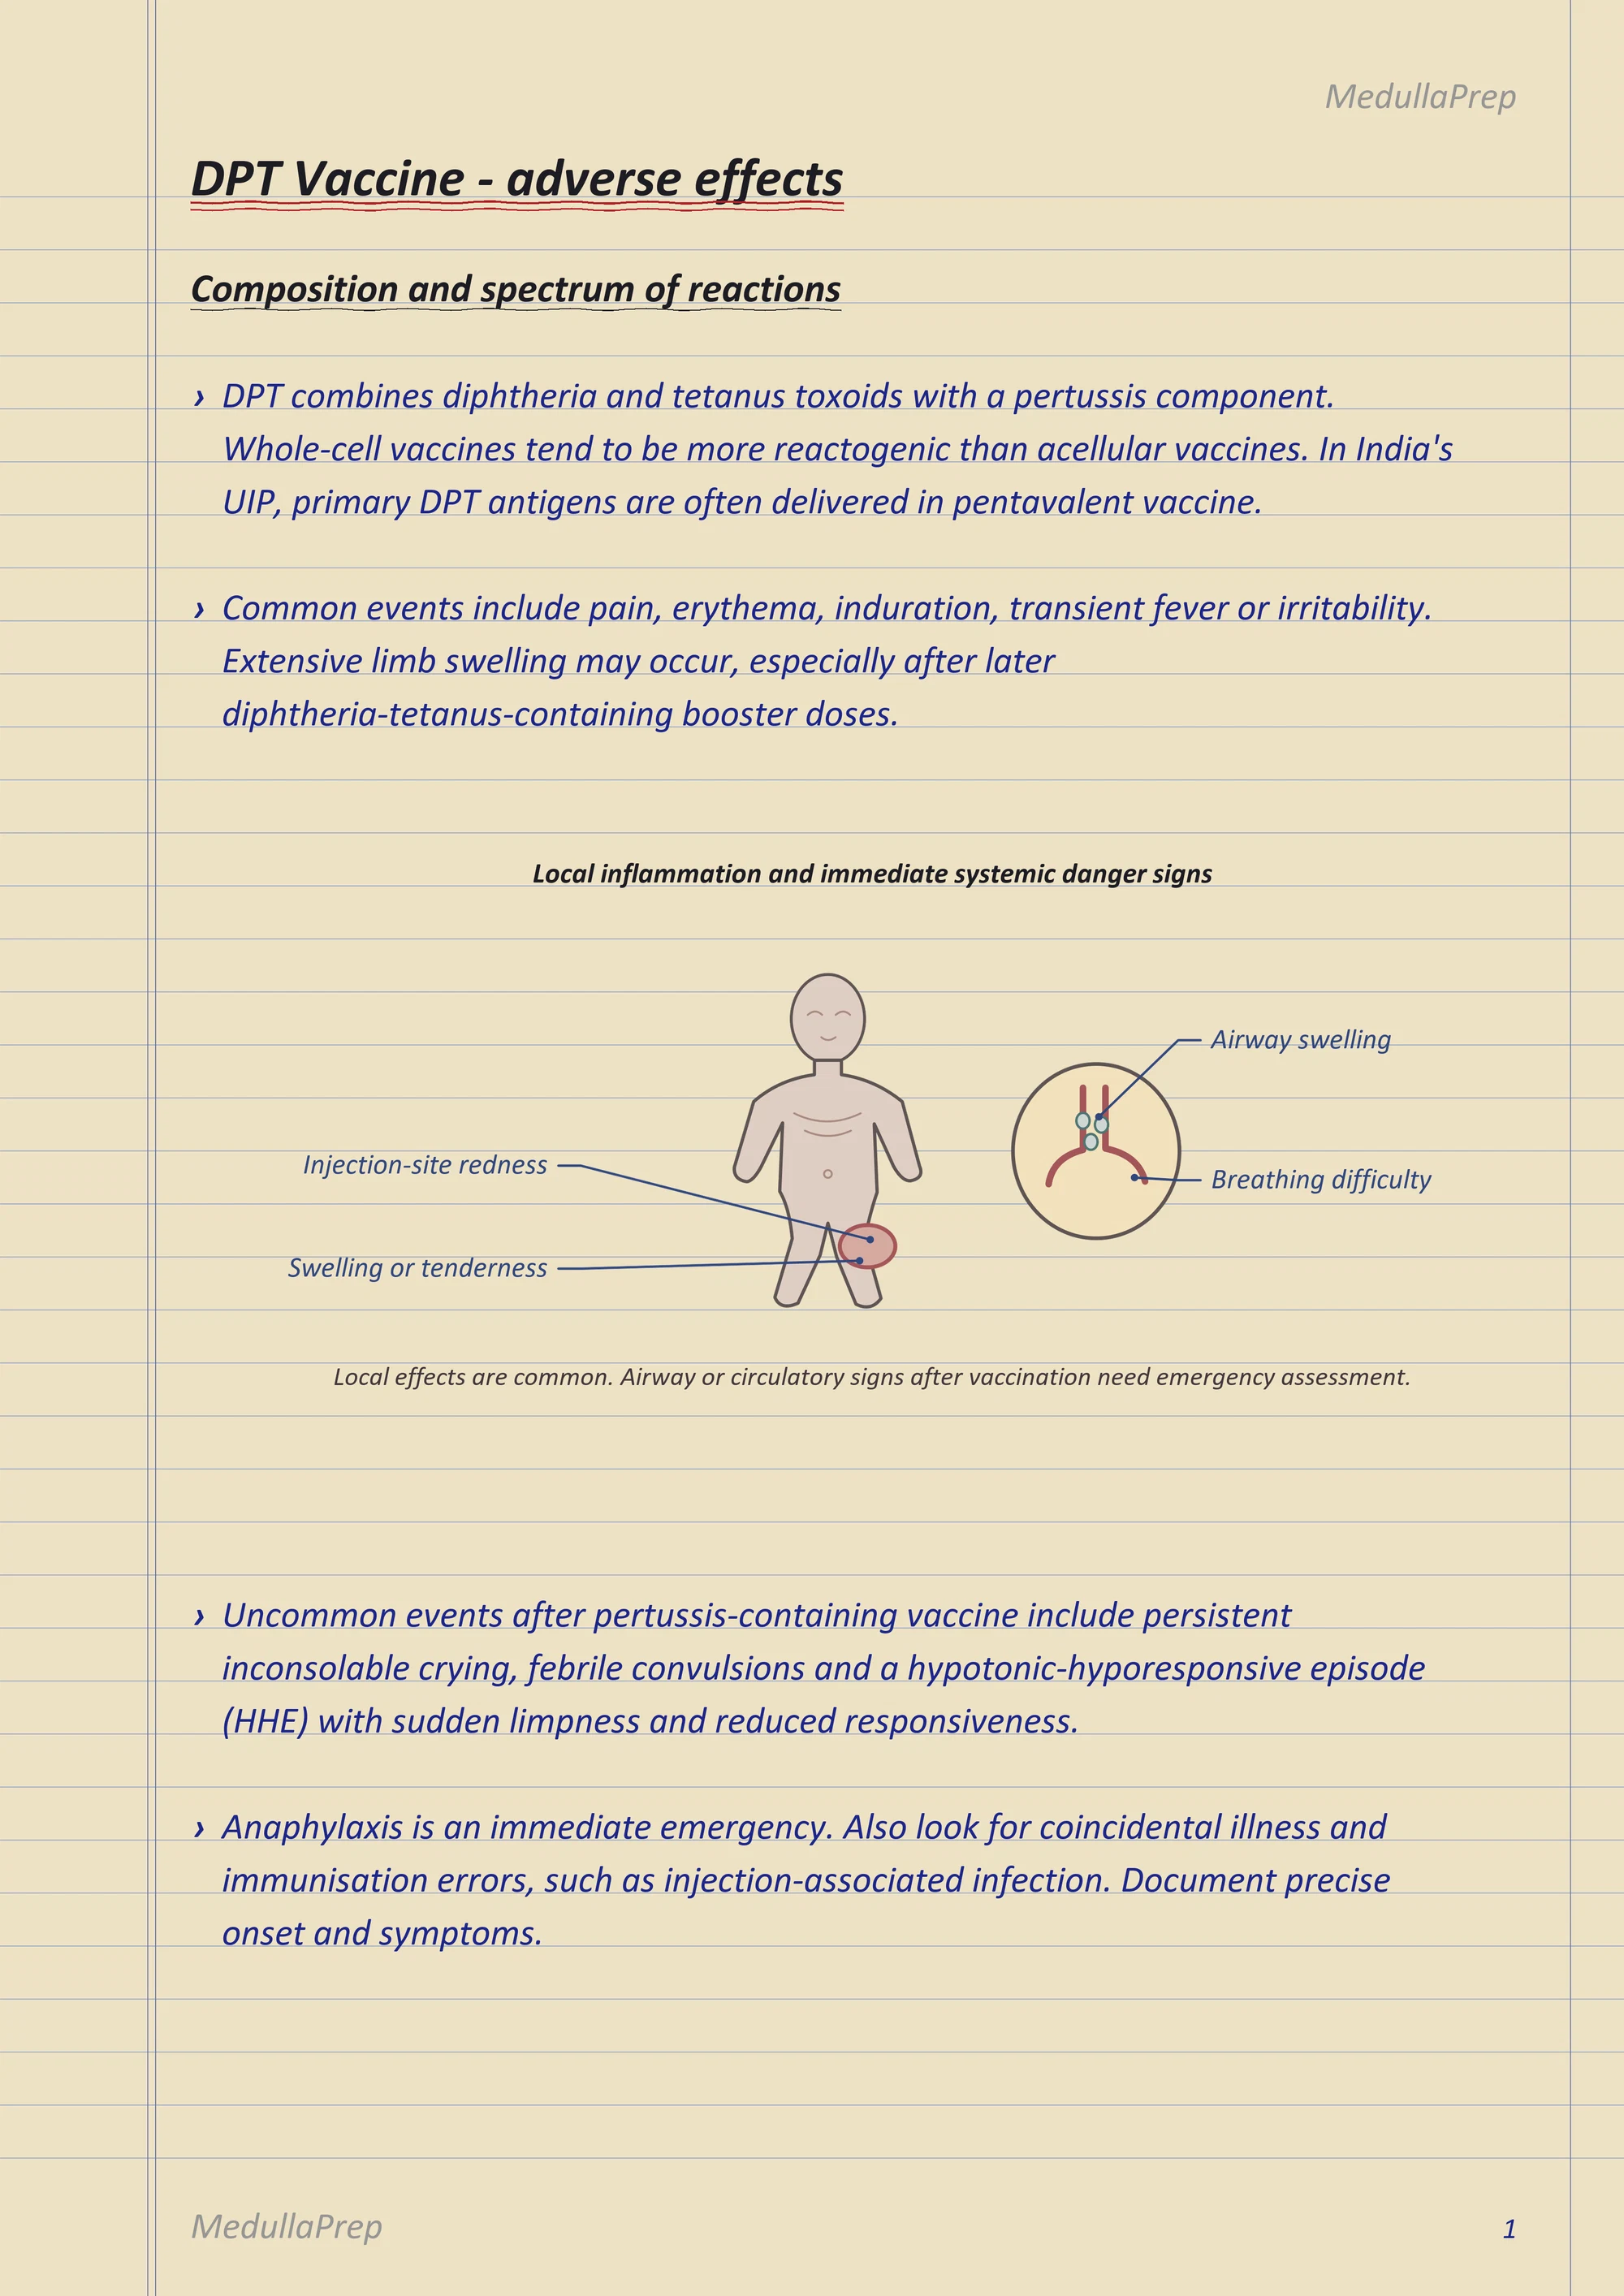 MedullaPrep
DPT Vaccine - adverse effects
Composition and spectrum of reactions
› DPT combines diphtheria and tetanus toxoids with a pertussis component.
Whole-cell vaccines tend to be more reactogenic than acellular vaccines. In India's
UIP, primary DPT antigens are often delivered in pentavalent vaccine.
› Common events include pain, erythema, induration, transient fever or irritability.
Extensive limb swelling may occur, especially after later
diphtheria-tetanus-containing booster doses.
Local inflammation and immediate systemic danger signs
Airway swelling
Injection-site redness
Breathing difficulty
Swelling or tenderness
Local effects are common. Airway or circulatory signs after vaccination need emergency assessment.
› Uncommon events after pertussis-containing vaccine include persistent
inconsolable crying, febrile convulsions and a hypotonic-hyporesponsive episode
(HHE) with sudden limpness and reduced responsiveness.
› Anaphylaxis is an immediate emergency. Also look for coincidental illness and
immunisation errors, such as injection-associated infection. Document precise
onset and symptoms.
MedullaPrep
1